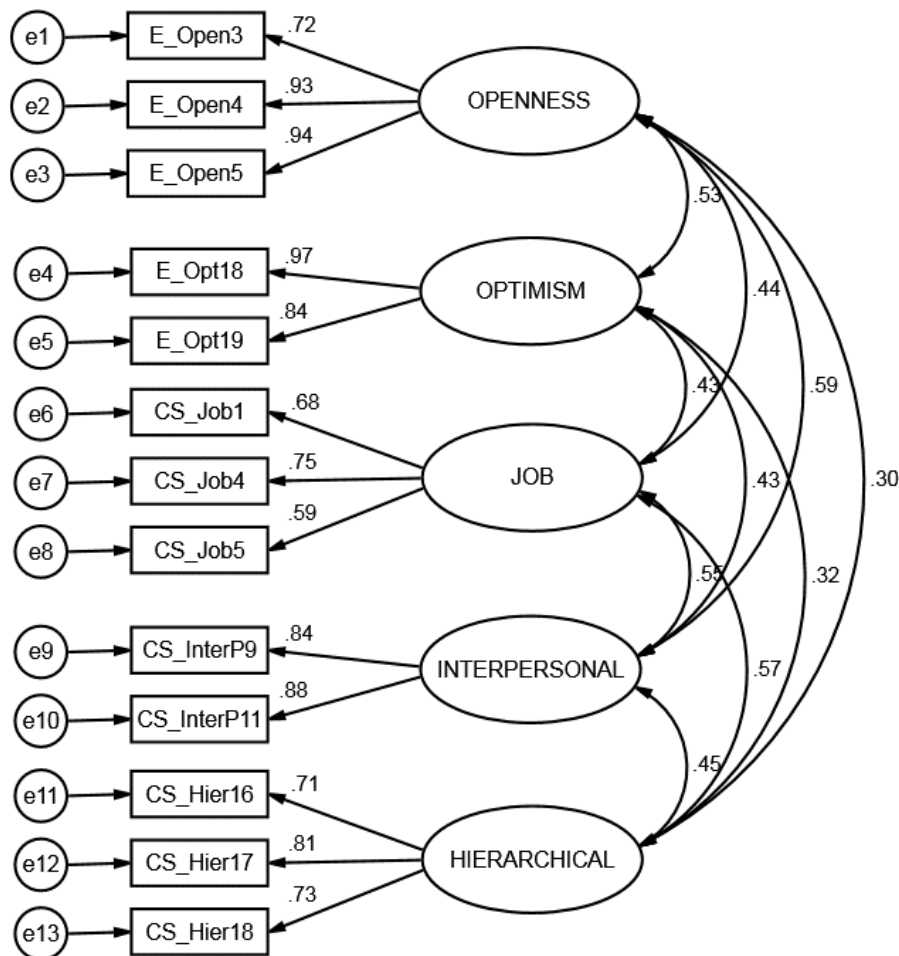 e1
E_Open3
.72
OPENNESS
e2
E_Open4
.93
e3
E_Open5
.94
.53
e4
E_Opt18
.97
OPTIMISM
.44
e5
E_Opt19
.84
e6
CS_Job1
.68
.43
.59
e7
CS_Job4
.75
JOB
.43
.30
e8
CS_Job5
.59
.55
.32
e9
CS_InterP9
.84
INTERPERSONAL
.57
e10
CS_InterP11
.88
.45
e11
CS_Hier16
.71
e12
CS_Hier17
.81
HIERARCHICAL
e13
CS_Hier18
.73